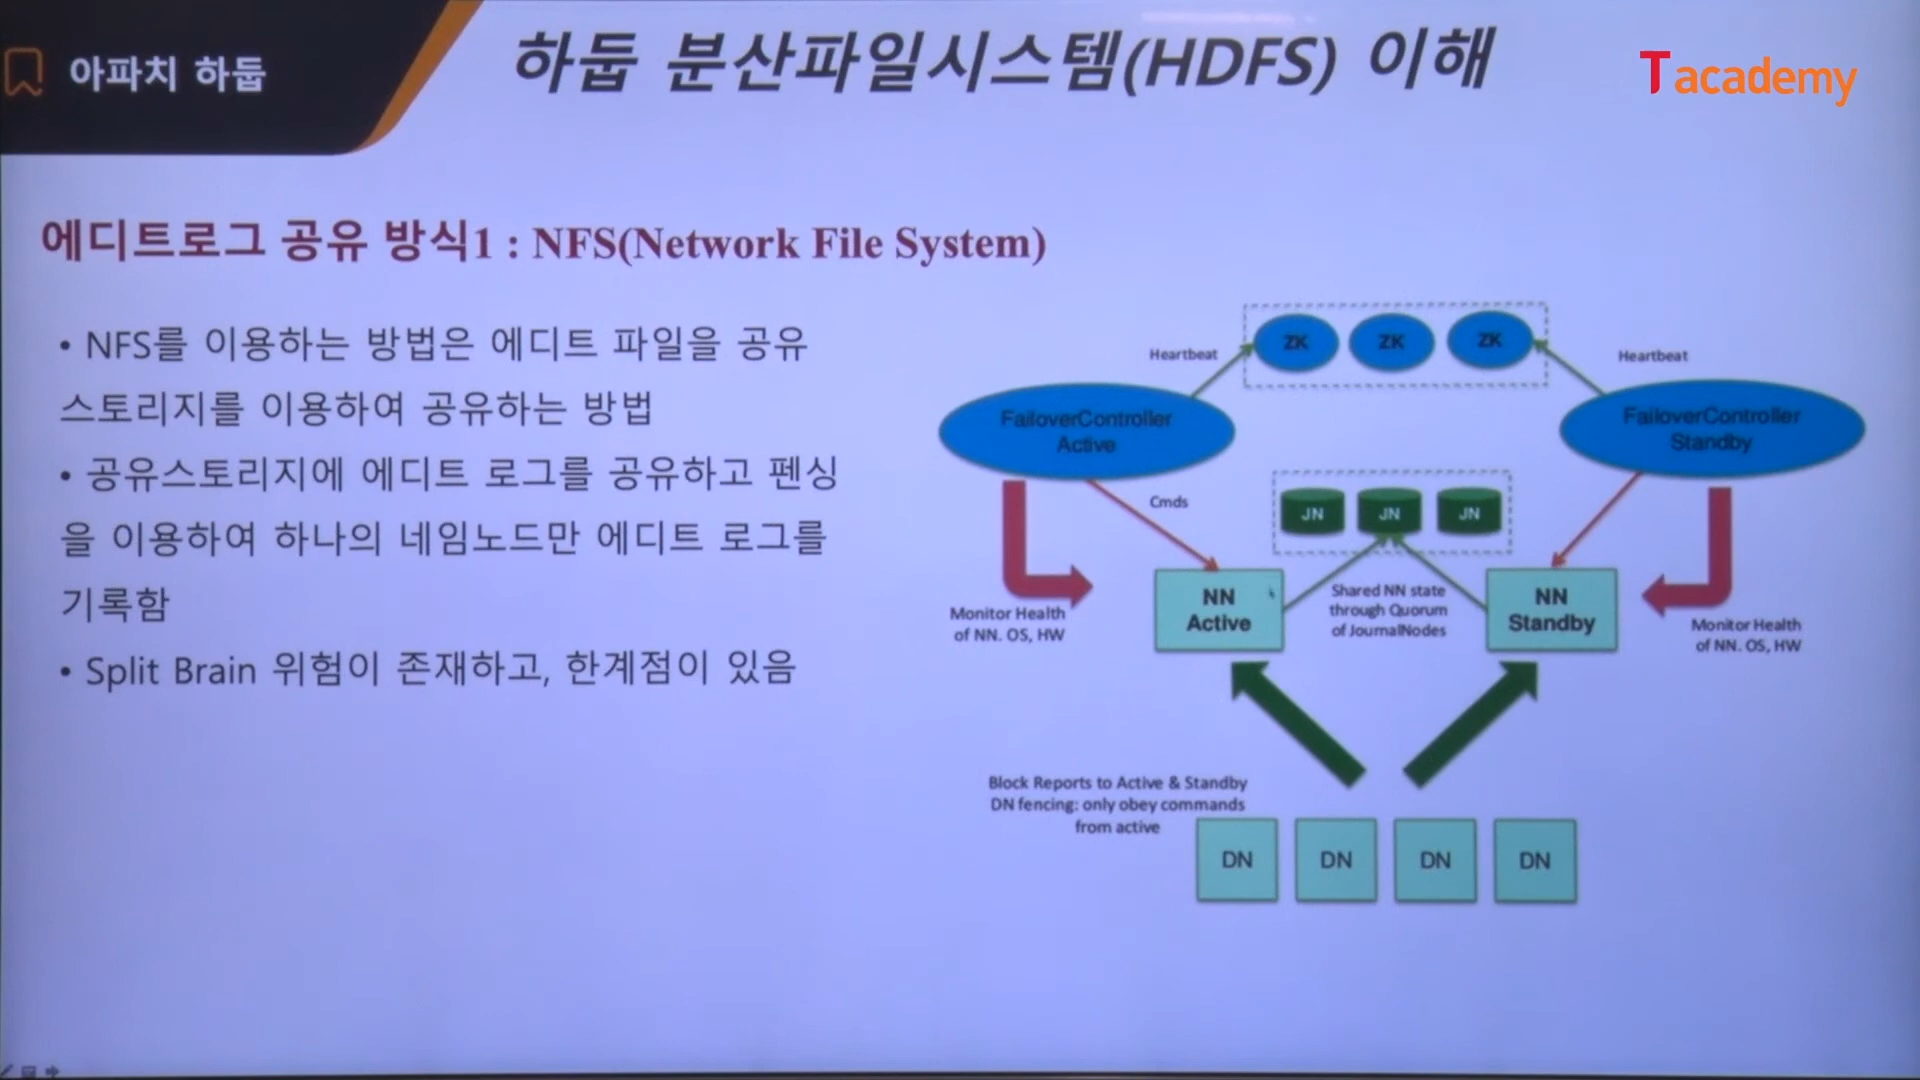 아파치 하둡
하둡 분산파일시스템(HDFS) 이해
Tacademy
에디트로그 공유 방식1 : NFS(Network File System)
• NFS를 이용하는 방법은 에디트 파일을 공유
스토리지를 이용하여 공유하는 방법
• 공유스토리지에 에디트 로그를 공유하고 펜싱
을 이용하여 하나의 네임노드만 에디트 로그를
기록함
• Split Brain 위험이 존재하고, 한계점이 있음
ZK
ZK
ZK
Heartbeat
Heartbeat
FailoverController
Active
FailoverController
Standby
Cmds
JN
JN
JN
Monitor Health
of NN. OS, HW
NN
Active
Shared NN state
through Quorum
of JournalNodes
NN
Standby
Monitor Health
of NN. OS, HW
Block Reports to Active & Standby
DN fencing: only obey commands
from active
DN
DN
DN
DN